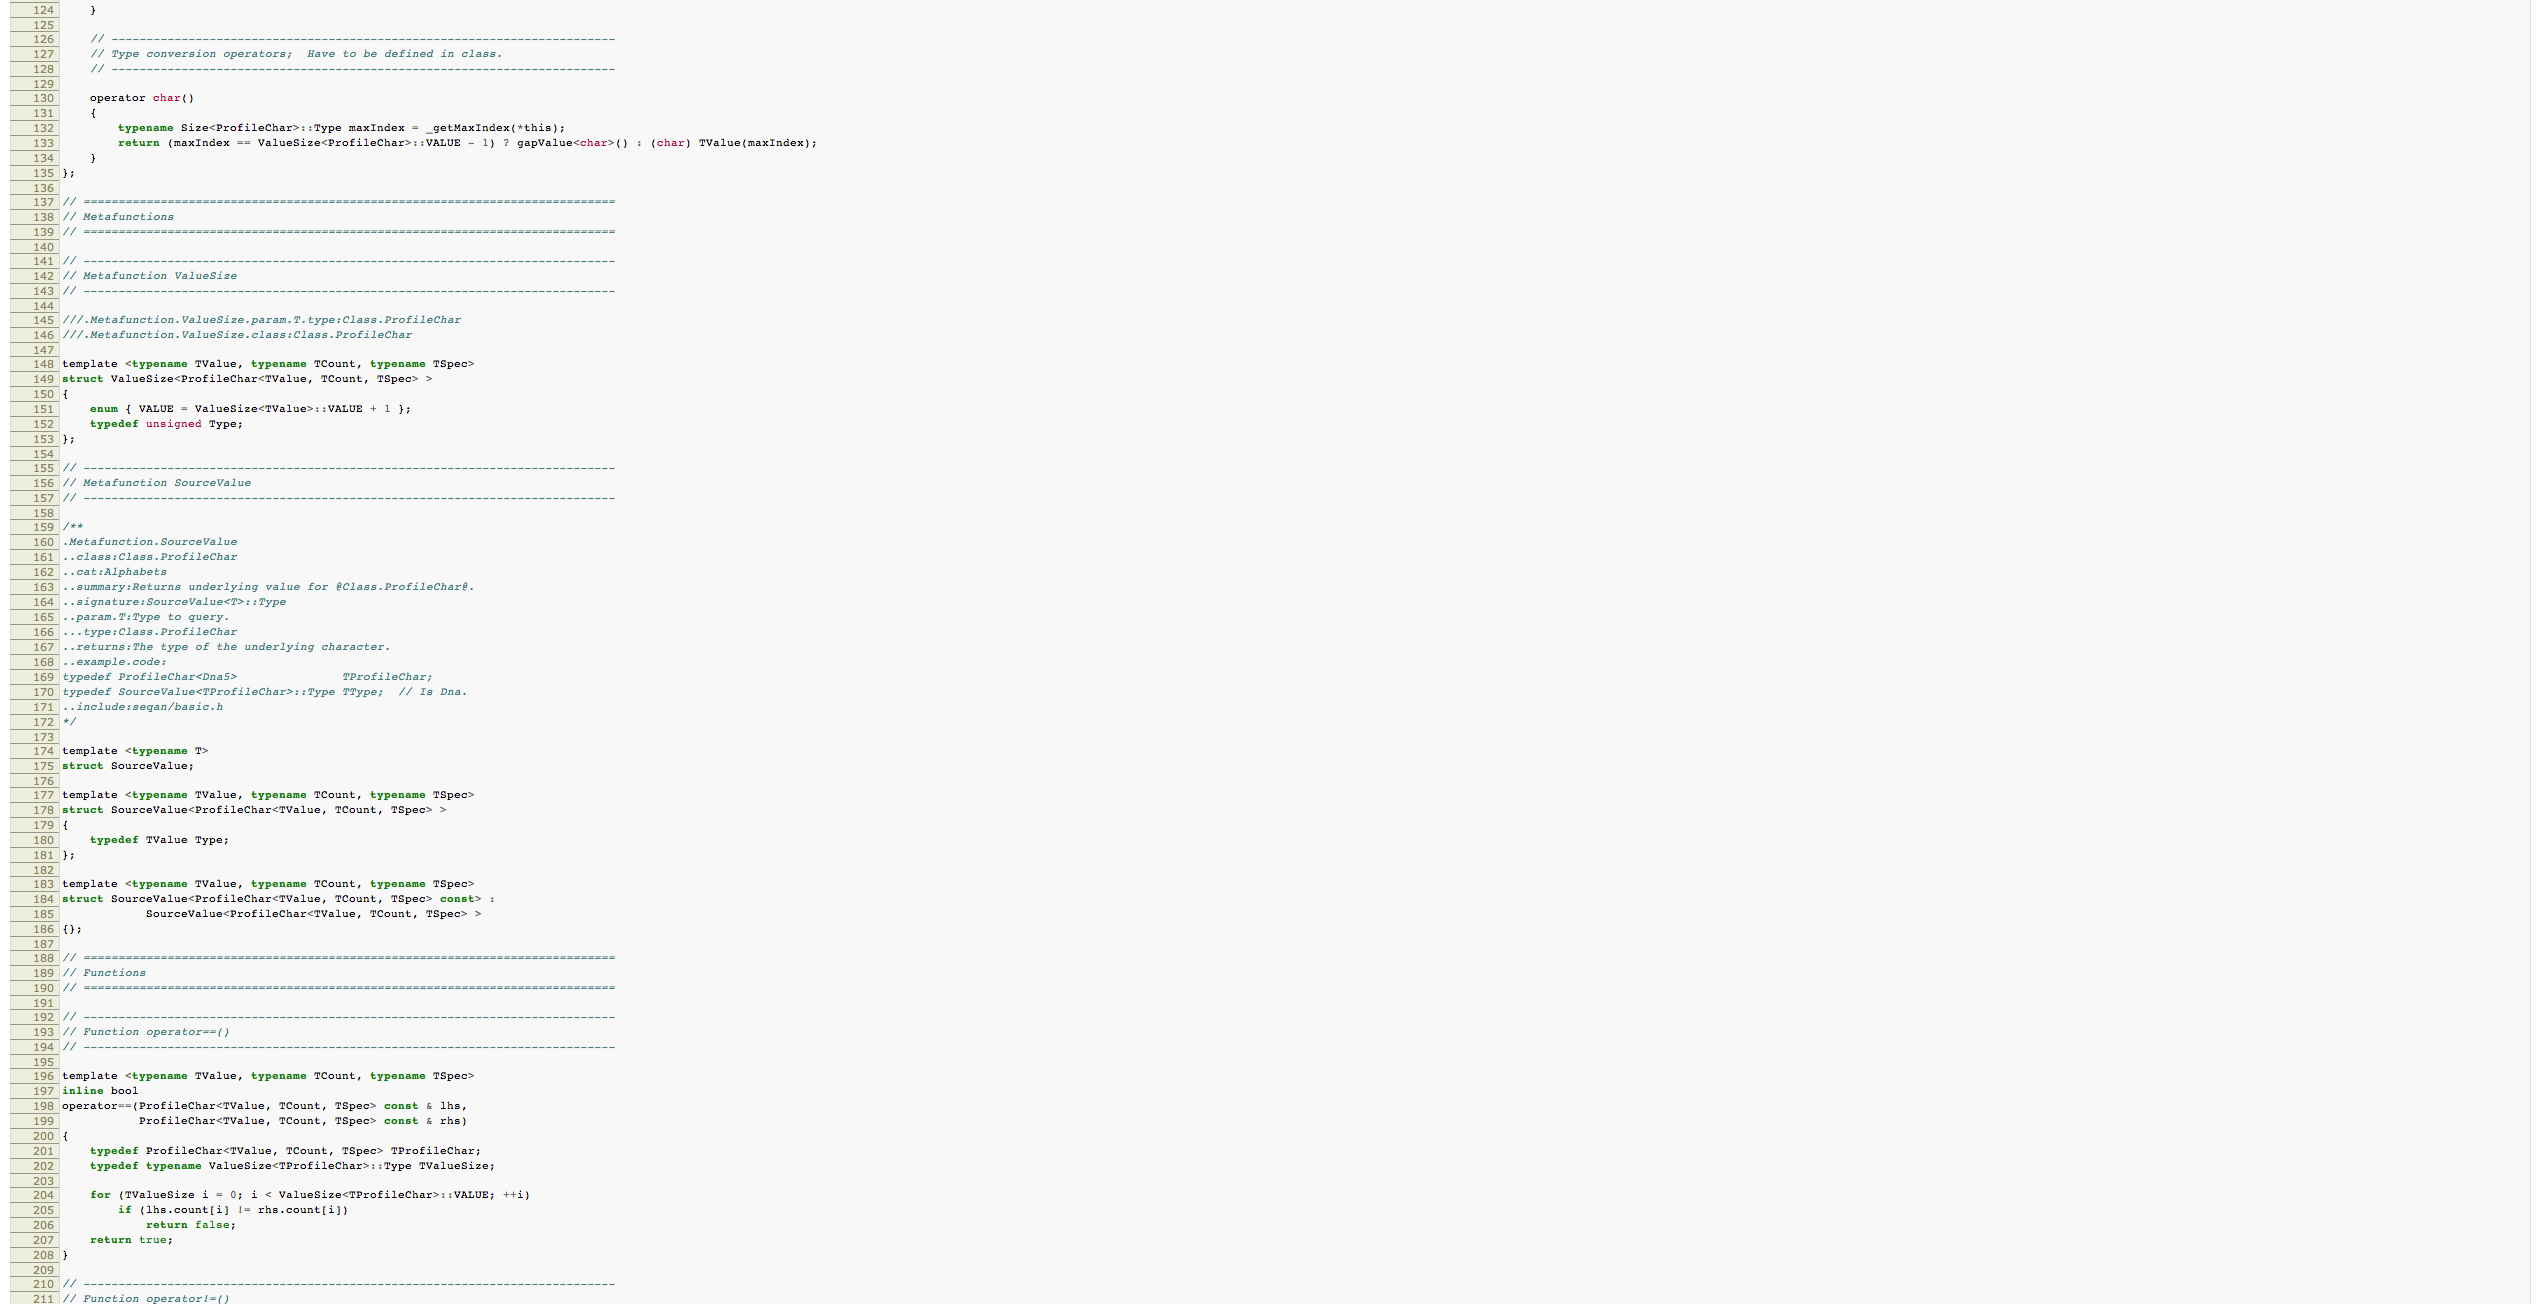 124     }
125
126     // ------------------------------------------------------------------------
127     // Type conversion operators;  Have to be defined in class.
128     // ------------------------------------------------------------------------
129
130     operator char()
131     {
132         typename Size<ProfileChar>::Type maxIndex = _getMaxIndex(*this);
133         return (maxIndex == ValueSize<ProfileChar>::VALUE - 1) ? gapValue<char>() : (char) TValue(maxIndex);
134     }
135 };
136
137 // ============================================================================
138 // Metafunctions
139 // ============================================================================
140
141 // ----------------------------------------------------------------------------
142 // Metafunction ValueSize
143 // ----------------------------------------------------------------------------
144
145 ///.Metafunction.ValueSize.param.T.type:Class.ProfileChar
146 ///.Metafunction.ValueSize.class:Class.ProfileChar
147
148 template <typename TValue, typename TCount, typename TSpec>
149 struct ValueSize<ProfileChar<TValue, TCount, TSpec> >
150 {
151     enum { VALUE = ValueSize<TValue>::VALUE + 1 };
152     typedef unsigned Type;
153 };
154
155 // ----------------------------------------------------------------------------
156 // Metafunction SourceValue
157 // ----------------------------------------------------------------------------
158
159 /**
160 .Metafunction.SourceValue
161 ..class:Class.ProfileChar
162 ..cat:Alphabets
163 ..summary:Returns underlying value for @Class.ProfileChar@.
164 ..signature:SourceValue<T>::Type
165 ..param.T:Type to query.
166 ...type:Class.ProfileChar
167 ..returns:The type of the underlying character.
168 ..example.code:
169 typedef ProfileChar<Dna5>               TProfileChar;
170 typedef SourceValue<TProfileChar>::Type TType;  // Is Dna.
171 ..include:seqan/basic.h
172 */
173
174 template <typename T>
175 struct SourceValue;
176
177 template <typename TValue, typename TCount, typename TSpec>
178 struct SourceValue<ProfileChar<TValue, TCount, TSpec> >
179 {
180     typedef TValue Type;
181 };
182
183 template <typename TValue, typename TCount, typename TSpec>
184 struct SourceValue<ProfileChar<TValue, TCount, TSpec> const> :
185             SourceValue<ProfileChar<TValue, TCount, TSpec> >
186 {};
187
188 // ============================================================================
189 // Functions
190 // ============================================================================
191
192 // ----------------------------------------------------------------------------
193 // Function operator==()
194 // ----------------------------------------------------------------------------
195
196 template <typename TValue, typename TCount, typename TSpec>
197 inline bool
198 operator==(ProfileChar<TValue, TCount, TSpec> const & lhs,
199            ProfileChar<TValue, TCount, TSpec> const & rhs)
200 {
201     typedef ProfileChar<TValue, TCount, TSpec> TProfileChar;
202     typedef typename ValueSize<TProfileChar>::Type TValueSize;
203
204     for (TValueSize i = 0; i < ValueSize<TProfileChar>::VALUE; ++i)
205         if (lhs.count[i] != rhs.count[i])
206             return false;
207     return true;
208 }
209
210 // ----------------------------------------------------------------------------
211 // Function operator!=()